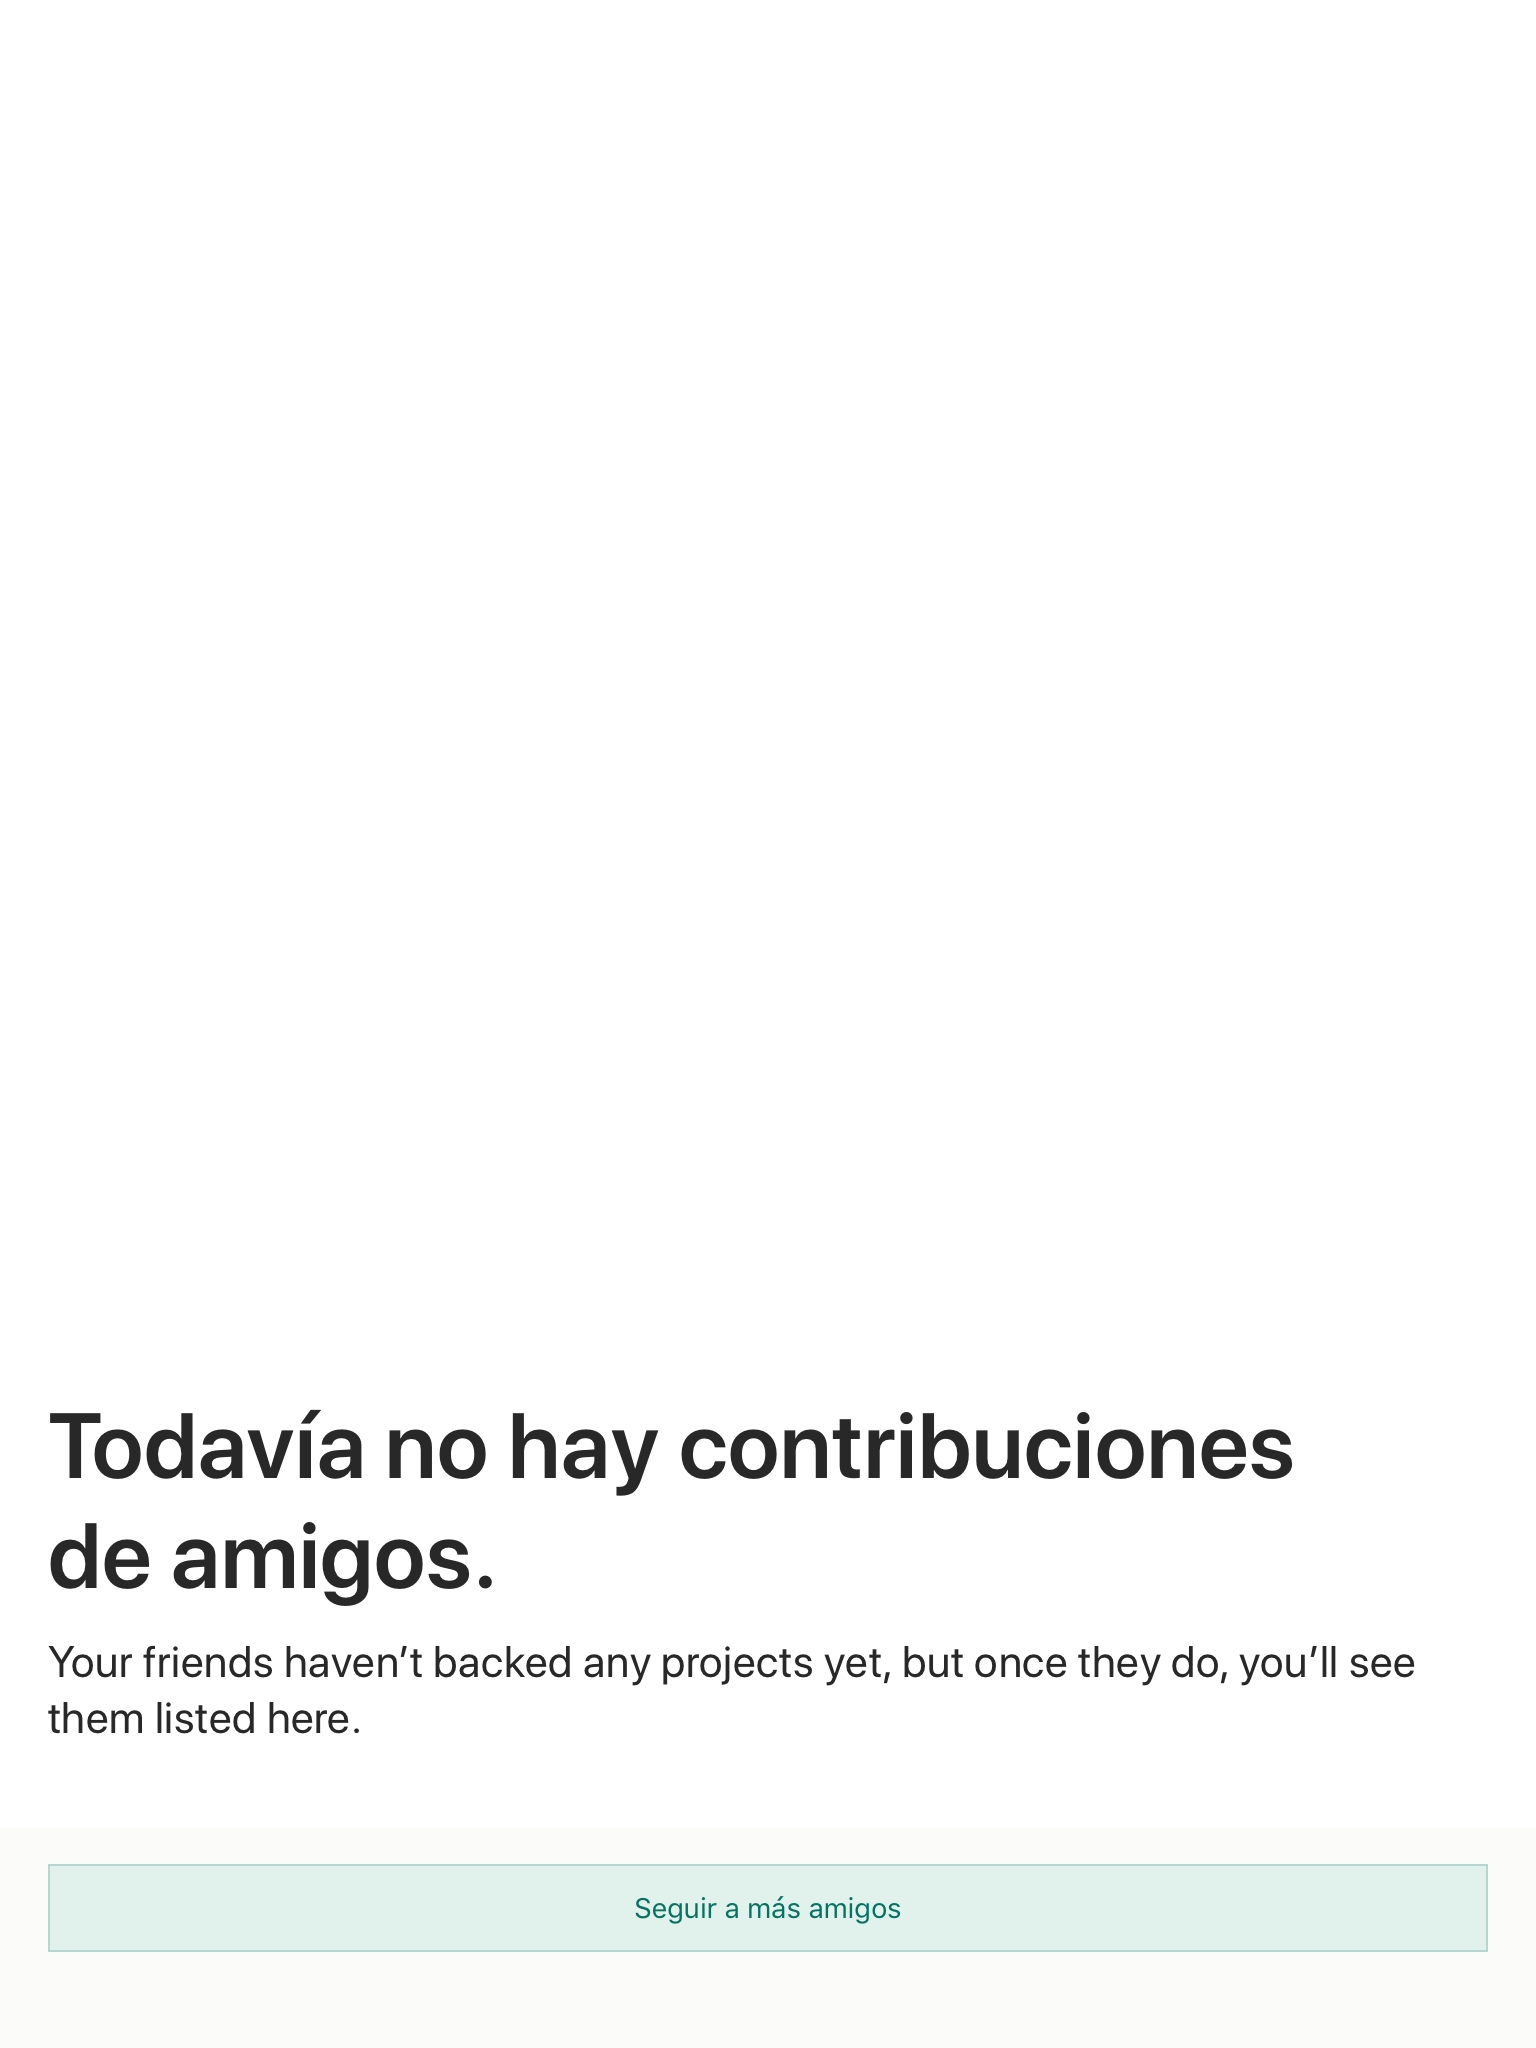 Todavía no hay contribuciones
de amigos.
Your friends haven’t backed any projects yet, but once they do, you’ll see
them listed here.
Seguir a más amigos